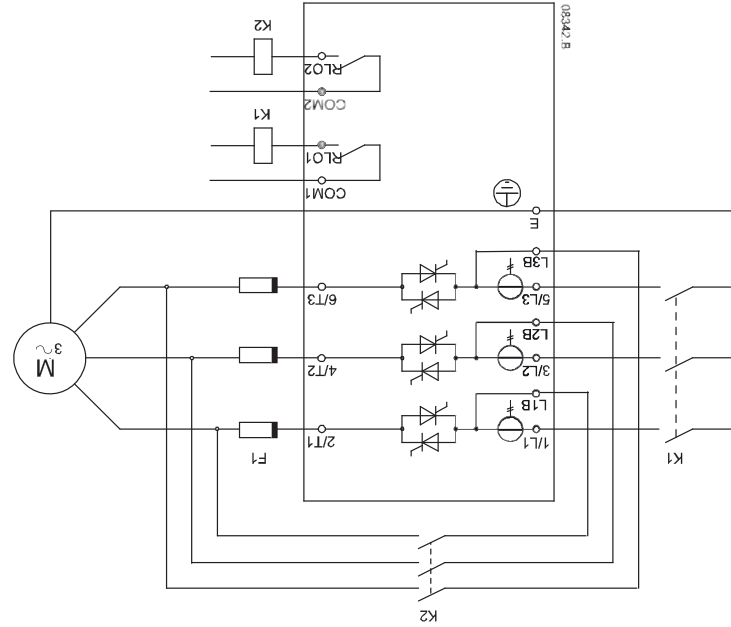 K2
K1
F1
1/L1
2/T1
L1B
3/L2
4/T2
M
3~
L2B
5/L3
6/T3
L3B
E
COM1
RLO1
K1
COM2
RLO2
K2
08342.B